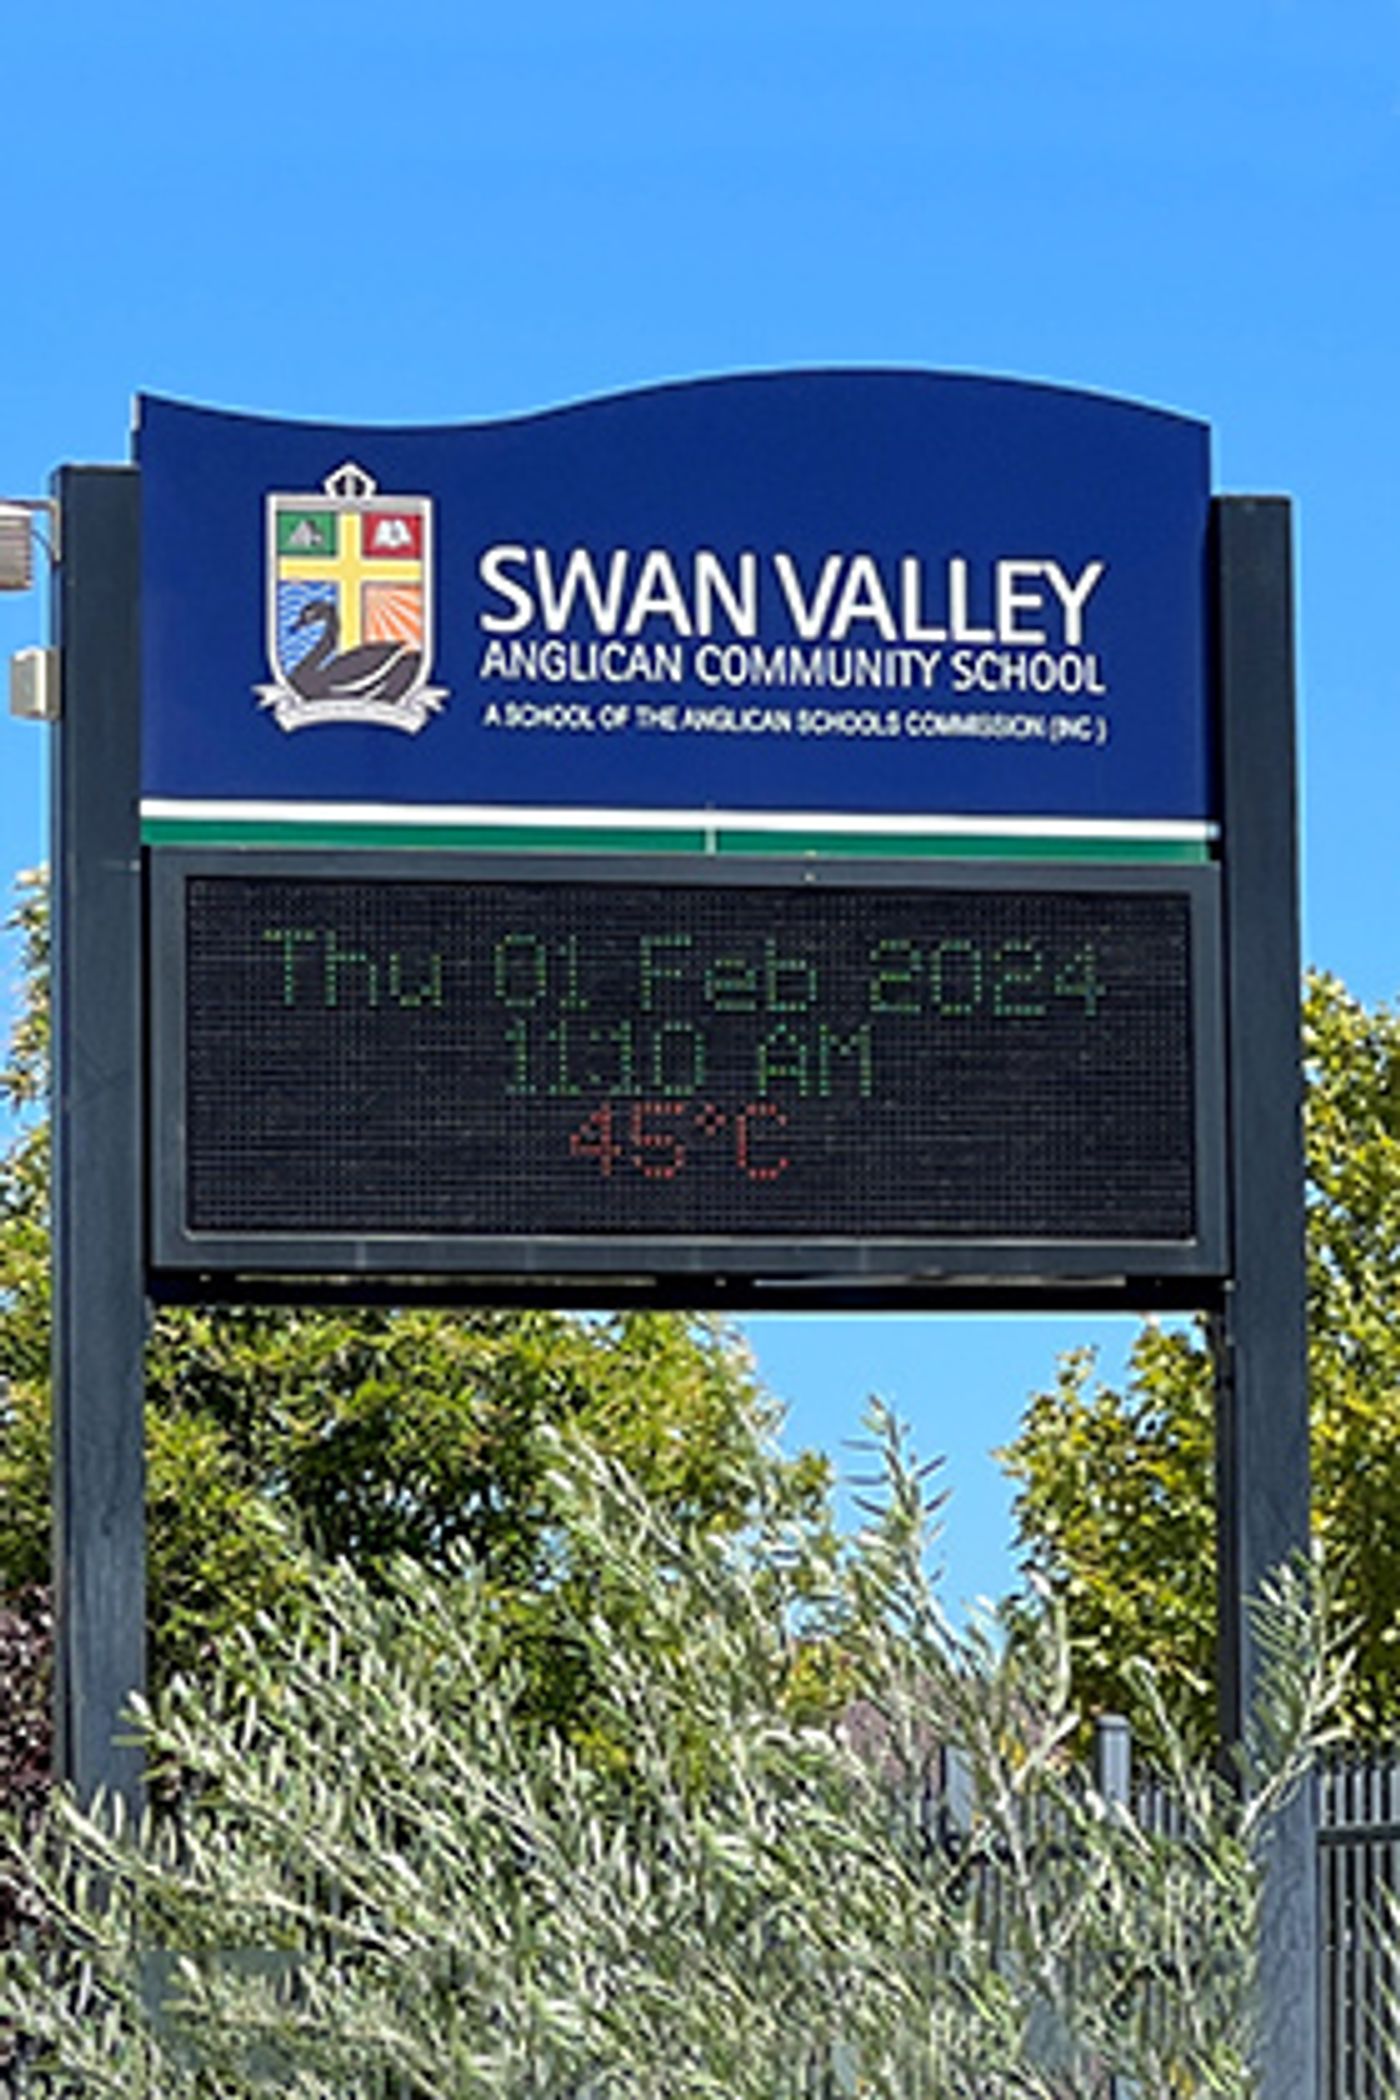 SWAN VALLEY
ANGLICAN COMMUNITY SCHOOL
A SCHOOL OF THE ANGLICAN SCHOOLS COMMISSION (INC.)
Thu 01 Feb 2024
11:10 AM
45°C